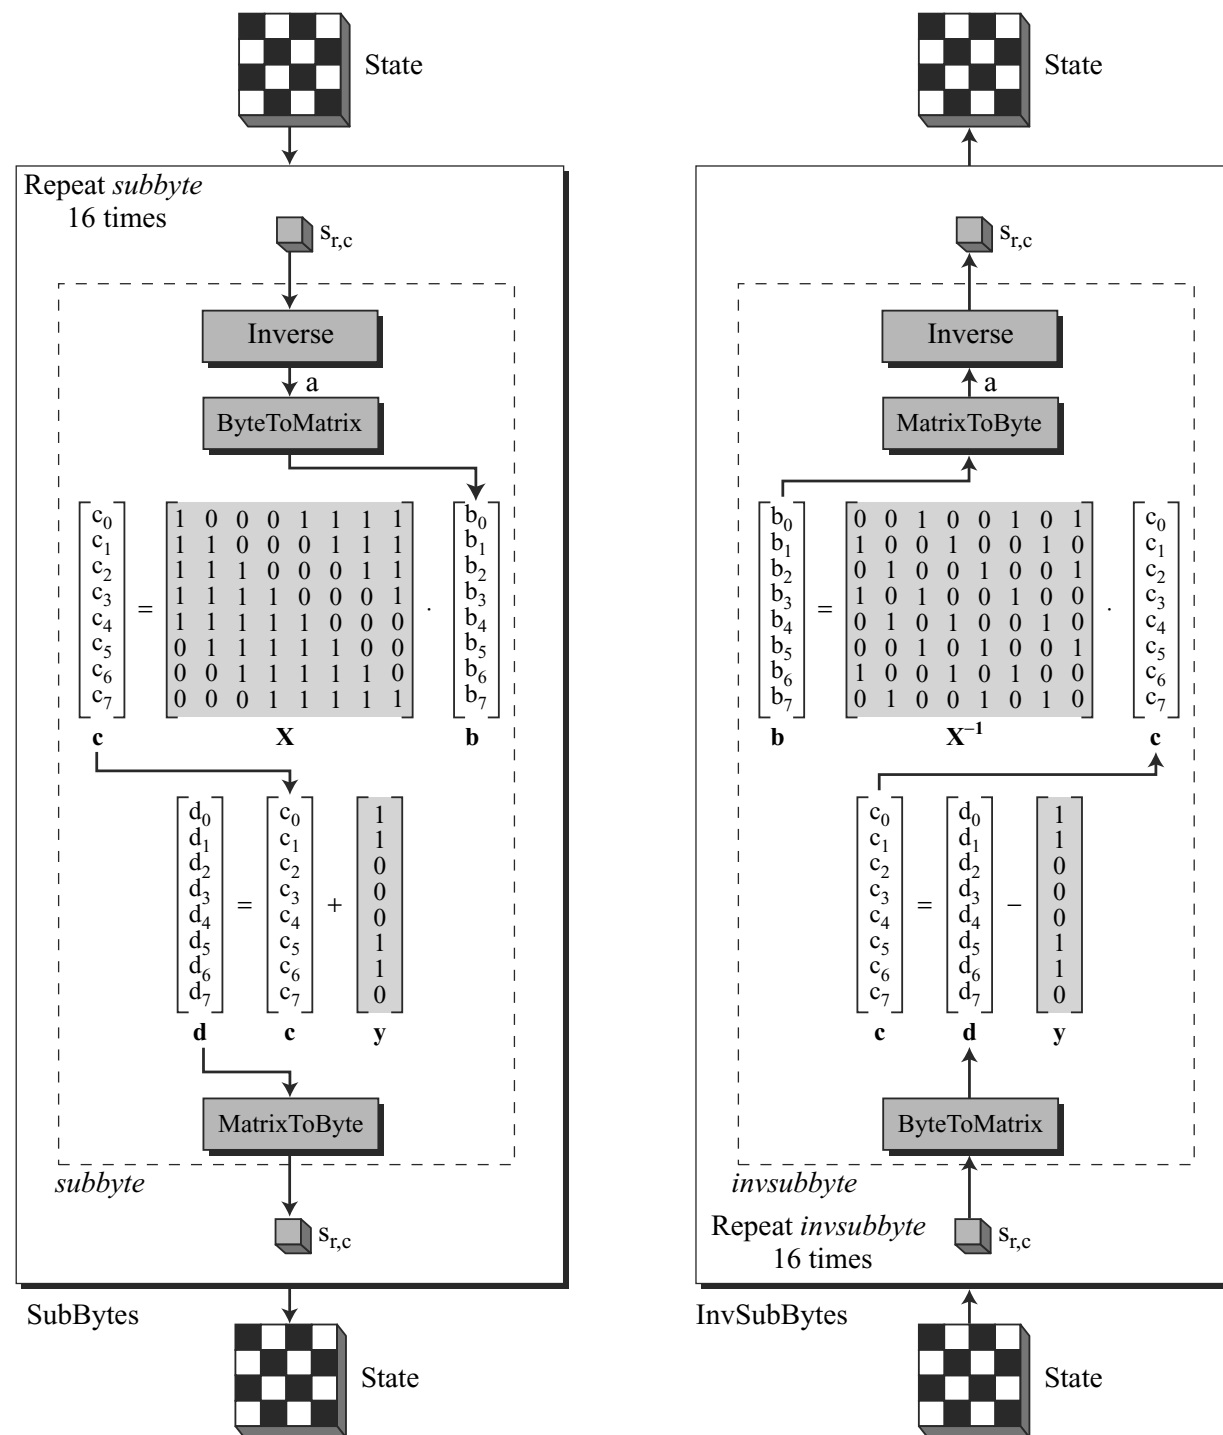 State
Repeat subbyte
16 times
s_r,c
Inverse
a
ByteToMatrix
c0 1 0 0 0 1 1 1 1 b0
c1 1 1 0 0 0 1 1 1 b1
c2 1 1 1 0 0 0 1 1 b2
c3 = 1 1 1 1 0 0 0 1 · b3
c4 1 1 1 1 1 0 0 0 b4
c5 0 1 1 1 1 1 0 0 b5
c6 0 0 1 1 1 1 1 0 b6
c7 0 0 0 1 1 1 1 1 b7
c X b
d0 c0 1
d1 c1 1
d2 c2 0
d3 c3 0
d4 = c4 + 0
d5 c5 1
d6 c6 1
d7 c7 0
d c y
MatrixToByte
subbyte
s_r,c
SubBytes
State
State
s_r,c
Inverse
a
MatrixToByte
b0 0 0 1 0 0 1 0 1 c0
b1 1 0 0 1 0 0 1 0 c1
b2 0 1 0 0 1 0 0 1 c2
b3 = 1 0 1 0 0 1 0 0 · c3
b4 0 1 0 1 0 0 1 0 c4
b5 0 0 1 0 1 0 0 1 c5
b6 1 0 0 1 0 1 0 0 c6
b7 0 1 0 0 1 0 1 0 c7
b X⁻¹ c
c0 d0 1
c1 d1 1
c2 d2 0
c3 d3 0
c4 = d4 − 0
c5 d5 1
c6 d6 1
c7 d7 0
c d y
ByteToMatrix
invsubbyte
Repeat invsubbyte
16 times
s_r,c
InvSubBytes
State